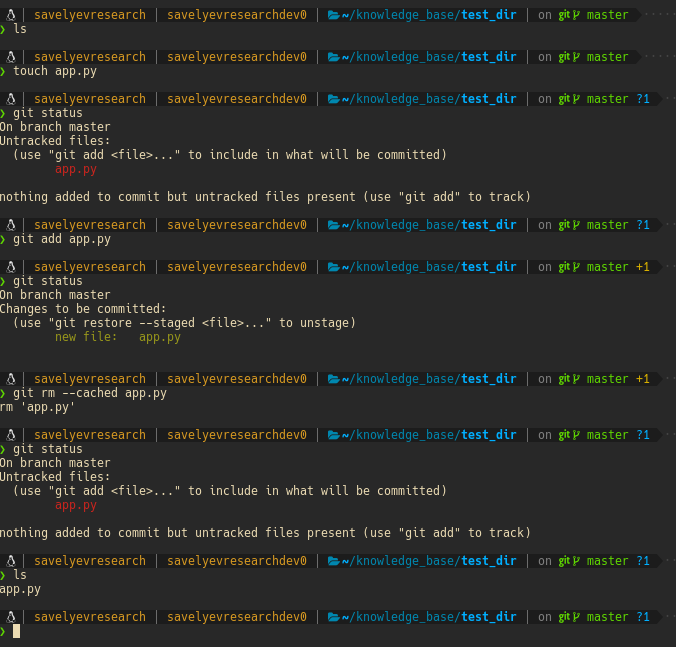 savelyevresearch | savelyevresearchdev0 | ~/knowledge_base/test_dir | on git master
❯ ls
savelyevresearch | savelyevresearchdev0 | ~/knowledge_base/test_dir | on git master
❯ touch app.py
savelyevresearch | savelyevresearchdev0 | ~/knowledge_base/test_dir | on git master ?1
❯ git status
On branch master
Untracked files:
  (use "git add <file>..." to include in what will be committed)
        app.py
nothing added to commit but untracked files present (use "git add" to track)
savelyevresearch | savelyevresearchdev0 | ~/knowledge_base/test_dir | on git master ?1
❯ git add app.py
savelyevresearch | savelyevresearchdev0 | ~/knowledge_base/test_dir | on git master +1
❯ git status
On branch master
Changes to be committed:
  (use "git restore --staged <file>..." to unstage)
        new file:   app.py
savelyevresearch | savelyevresearchdev0 | ~/knowledge_base/test_dir | on git master +1
❯ git rm --cached app.py
rm 'app.py'
savelyevresearch | savelyevresearchdev0 | ~/knowledge_base/test_dir | on git master ?1
❯ git status
On branch master
Untracked files:
  (use "git add <file>..." to include in what will be committed)
        app.py
nothing added to commit but untracked files present (use "git add" to track)
savelyevresearch | savelyevresearchdev0 | ~/knowledge_base/test_dir | on git master ?1
❯ ls
app.py
savelyevresearch | savelyevresearchdev0 | ~/knowledge_base/test_dir | on git master ?1
❯